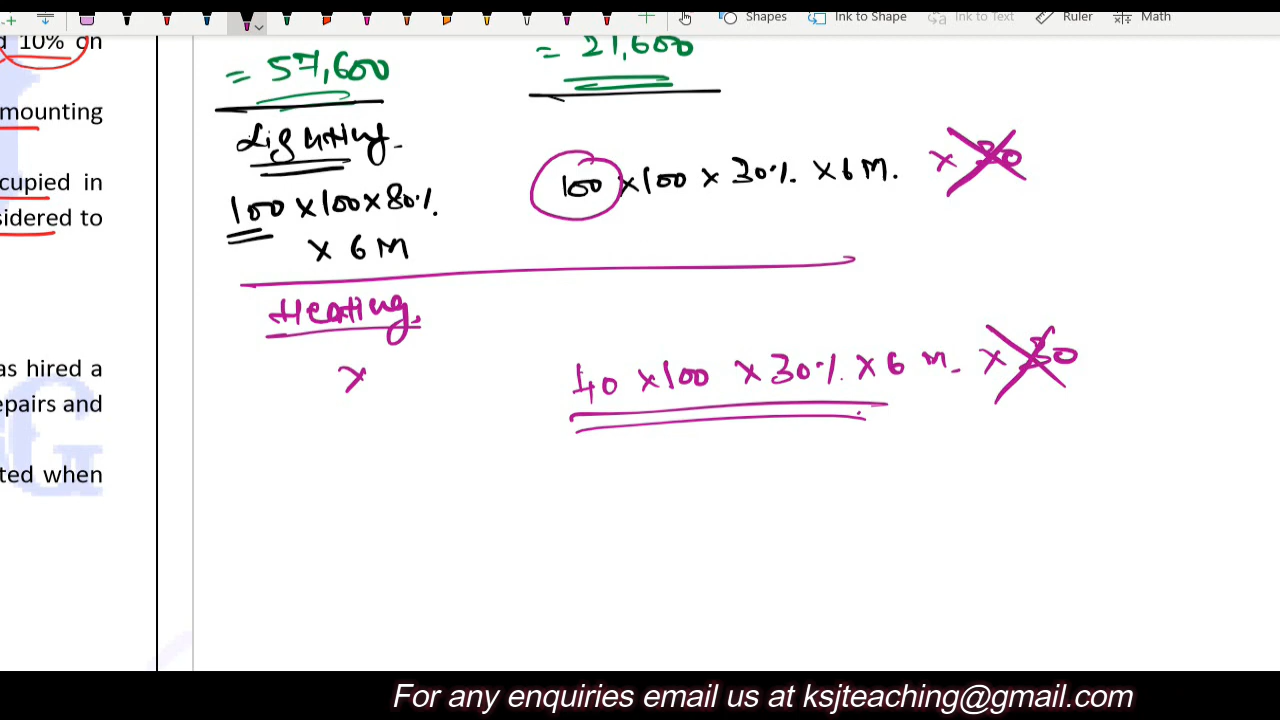 Shapes Ink to Shape Ink to Text Ruler Math
d 10% on
= 57,600 = 21,600
mounting
Lighting.
cupied in
100 x 100 x 80% 100 x 100 x 30% x 6 M. x 30
sidered to
x 6 M
Heating.
as hired a
x 40 x 100 x 30% x 6 M. x 30
epairs and
ted when
G
For any enquiries email us at ksjteaching@gmail.com